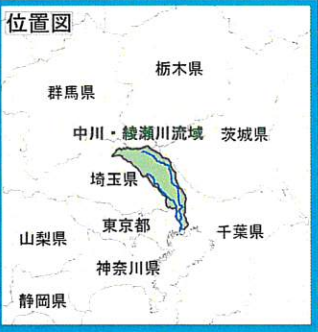 位置図
栃木県
群馬県
中川・綾瀬川流域
茨城県
埼玉県
東京都
千葉県
山梨県
神奈川県
静岡県